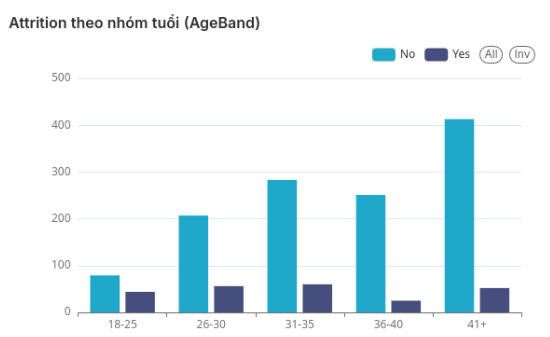 Attrition theo nhóm tuổi (AgeBand)
No Yes All Inv
500
400
300
200
100
0
18-25 26-30 31-35 36-40 41+